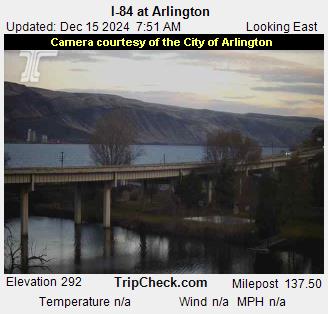 I-84 at Arlington
Updated: Dec 15 2024 7:51 AM Looking East
Camera courtesy of the City of Arlington
Elevation 292 TripCheck.com Milepost 137.50
Temperature n/a Wind n/a MPH n/a